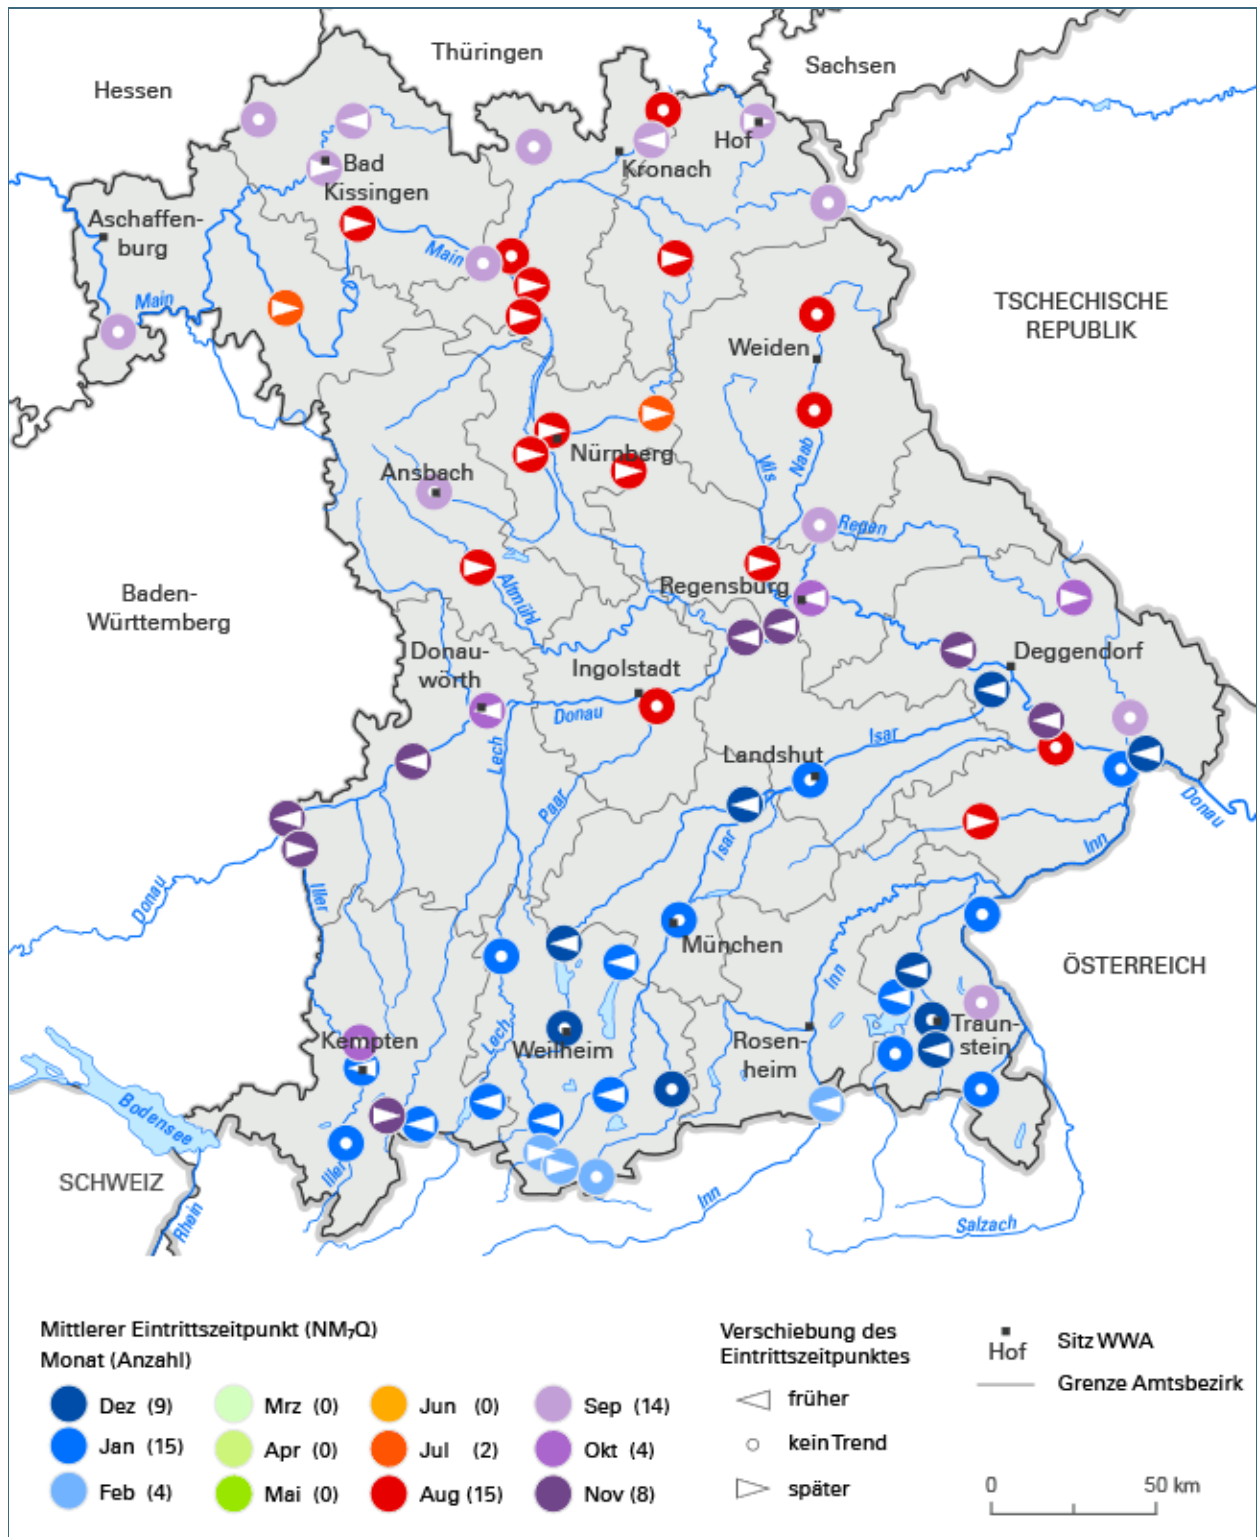 Thüringen
Sachsen
Hessen
Hof
Kronach
Bad
Kissingen
Aschaffen-
burg
Main
Main
TSCHECHISCHE
REPUBLIK
Weiden
Nürnberg
Ansbach
Vils
Naab
Regen
Altmühl
Regensburg
Baden-
Württemberg
Donau-
wörth
Ingolstadt
Deggendorf
Donau
Lech
Isar
Landshut
Paar
Isar
Donau
Inn
Donau
Iller
München
ÖSTERREICH
Inn
Kempten
Lech
Weilheim
Rosen-
heim
Traun-
stein
Bodensee
SCHWEIZ
Iller
Rhein
Inn
Salzach
Mittlerer Eintrittszeitpunkt (NM7Q)
Monat (Anzahl)
Dez (9)
Jan (15)
Feb (4)
Mrz (0)
Apr (0)
Mai (0)
Jun (0)
Jul (2)
Aug (15)
Sep (14)
Okt (4)
Nov (8)
Verschiebung des
Eintrittszeitpunktes
früher
kein Trend
später
Hof
Sitz WWA
Grenze Amtsbezirk
0 50 km